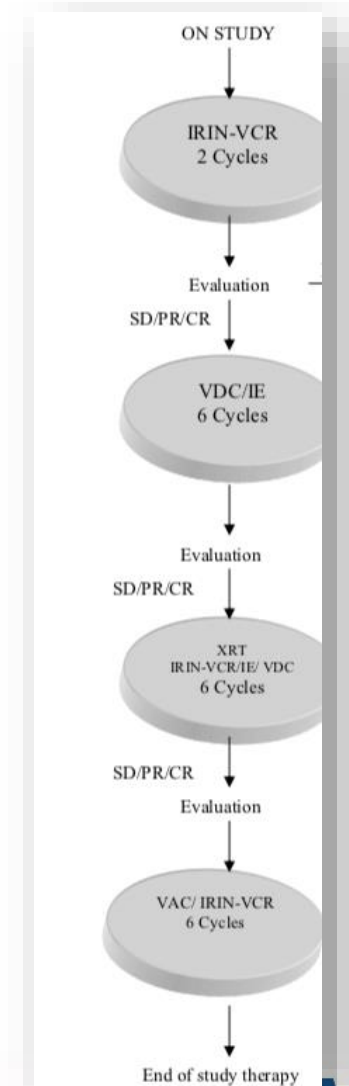 ON STUDY
IRIN-VCR
2 Cycles
Evaluation
SD/PR/CR
VDC/IE
6 Cycles
Evaluation
SD/PR/CR
XRT
IRIN-VCR/IE/ VDC
6 Cycles
SD/PR/CR
Evaluation
VAC/ IRIN-VCR
6 Cycles
End of study therapy